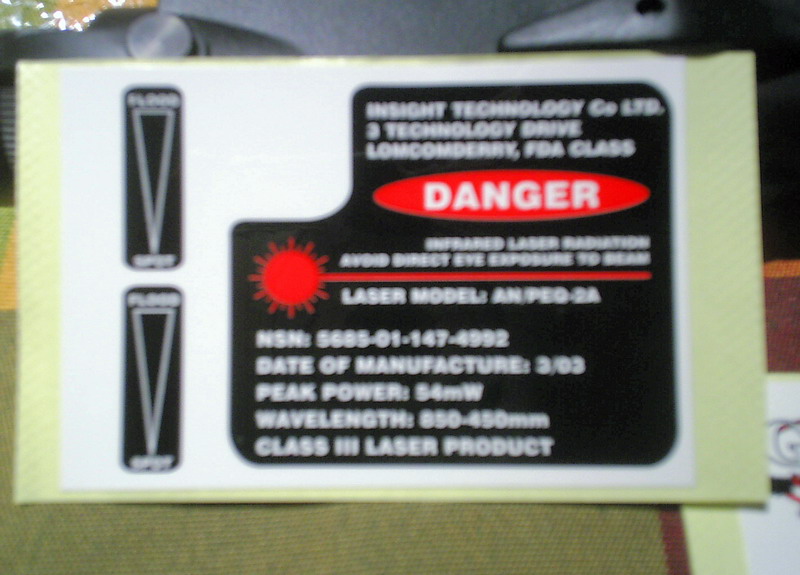 FLOOD
SPOT
FLOOD
SPOT
INSIGHT TECHNOLOGY Co LTD.
3 TECHNOLOGY DRIVE
LOMCOMDERRY, FDA CLASS
DANGER
INFRARED LASER RADIATION
AVOID DIRECT EYE EXPOSURE TO BEAM
LASER MODEL: AN/PEQ-2A
NSN: 5685-01-147-4992
DATE OF MANUFACTURE: 3/03
PEAK POWER: 54mW
WAVELENGTH: 850-450mm
CLASS III LASER PRODUCT